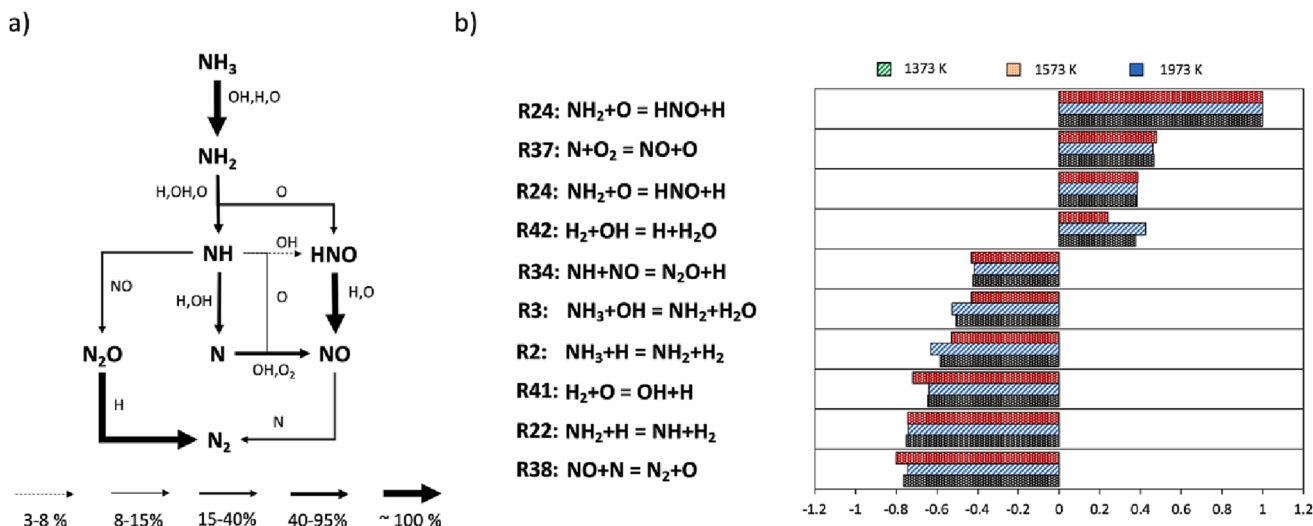 a)
NH₃
OH,H,O
NH₂
H,OH,O
O
NH
OH
HNO
NO
H,OH
O
H,O
N₂O
N
NO
OH,O₂
H
N
N₂
3-8 %
8-15%
15-40%
40-95%
~ 100 %
b)
1373 K
1573 K
1973 K
R24: NH₂+O = HNO+H
R37: N+O₂ = NO+O
R24: NH₂+O = HNO+H
R42: H₂+OH = H+H₂O
R34: NH+NO = N₂O+H
R3: NH₃+OH = NH₂+H₂O
R2: NH₃+H = NH₂+H₂
R41: H₂+O = OH+H
R22: NH₂+H = NH+H₂
R38: NO+N = N₂+O
-1.2 -1 -0.8 -0.6 -0.4 -0.2 0 0.2 0.4 0.6 0.8 1 1.2